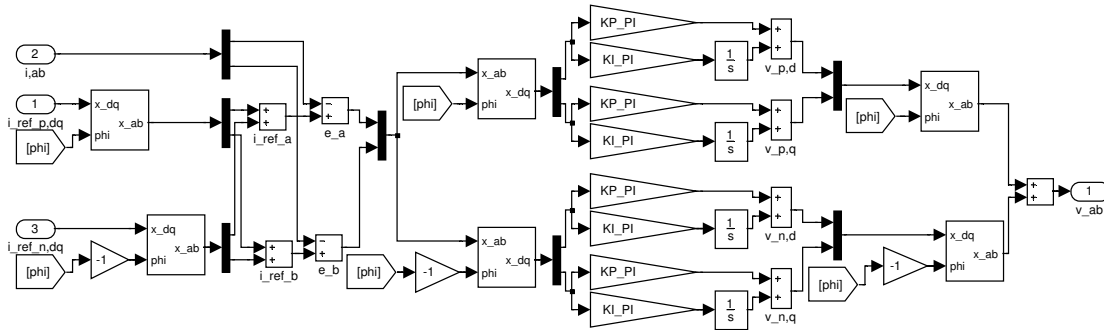 2
i,ab
1
i_ref_p,dq
[phi]
x_dq
phi
x_ab
3
i_ref_n,dq
[phi]
-1
x_dq
phi
x_ab
+
+
i_ref_a
+
+
i_ref_b
−
+
e_a
−
+
e_b
[phi]
x_ab
phi
x_dq
[phi]
-1
x_ab
phi
x_dq
KP_PI
KI_PI
1
s
+
+
v_p,d
KP_PI
KI_PI
1
s
+
+
v_p,q
KP_PI
KI_PI
1
s
+
+
v_n,d
KP_PI
KI_PI
1
s
+
+
v_n,q
[phi]
x_dq
phi
x_ab
[phi]
-1
x_dq
phi
x_ab
+
+
1
v_ab